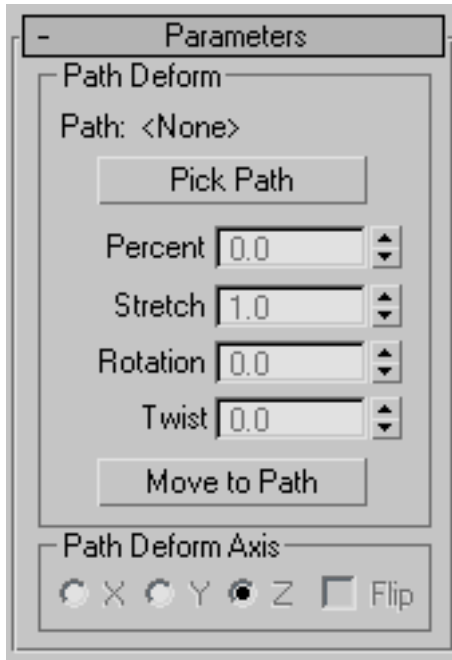 - Parameters
Path Deform
Path: <None>
Pick Path
Percent 0.0
Stretch 1.0
Rotation 0.0
Twist 0.0
Move to Path
Path Deform Axis
X Y Z Flip